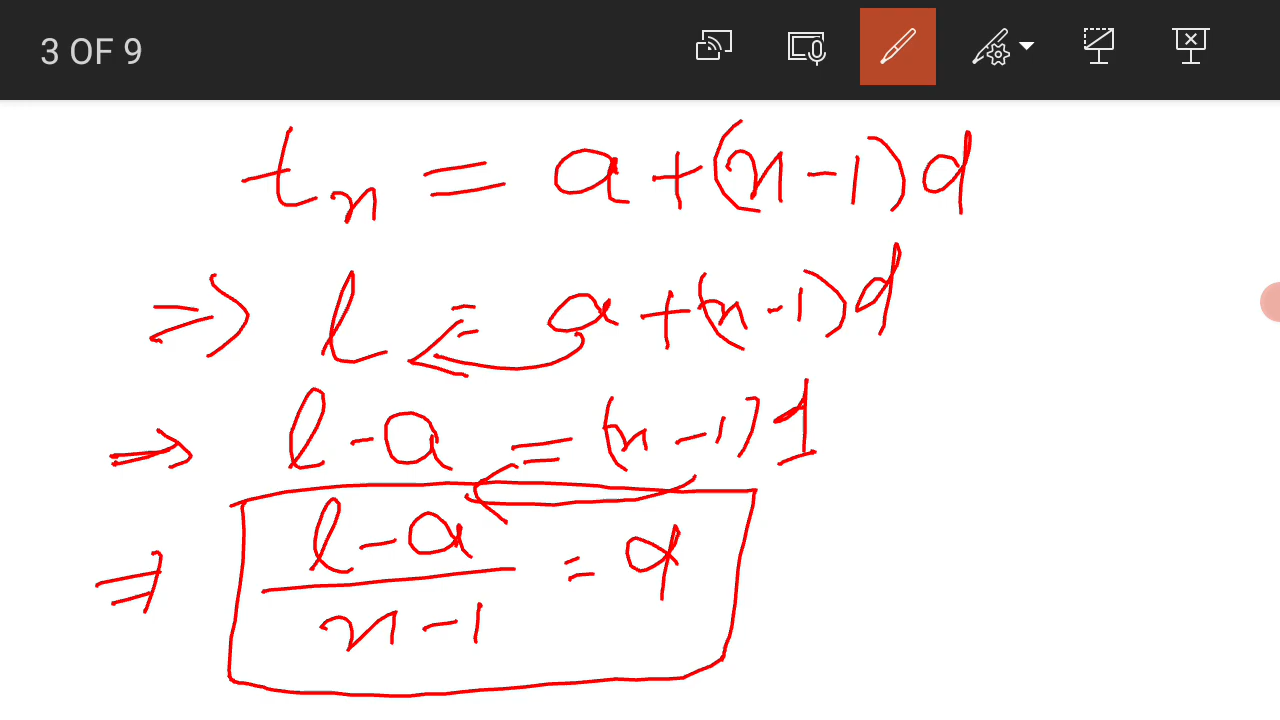 3 OF 9
tₙ = a + (n - 1) d
⇒ l = a + (n - 1) d
⇒ l - a = (n - 1) d
⇒ (l - a)/(n - 1) = d